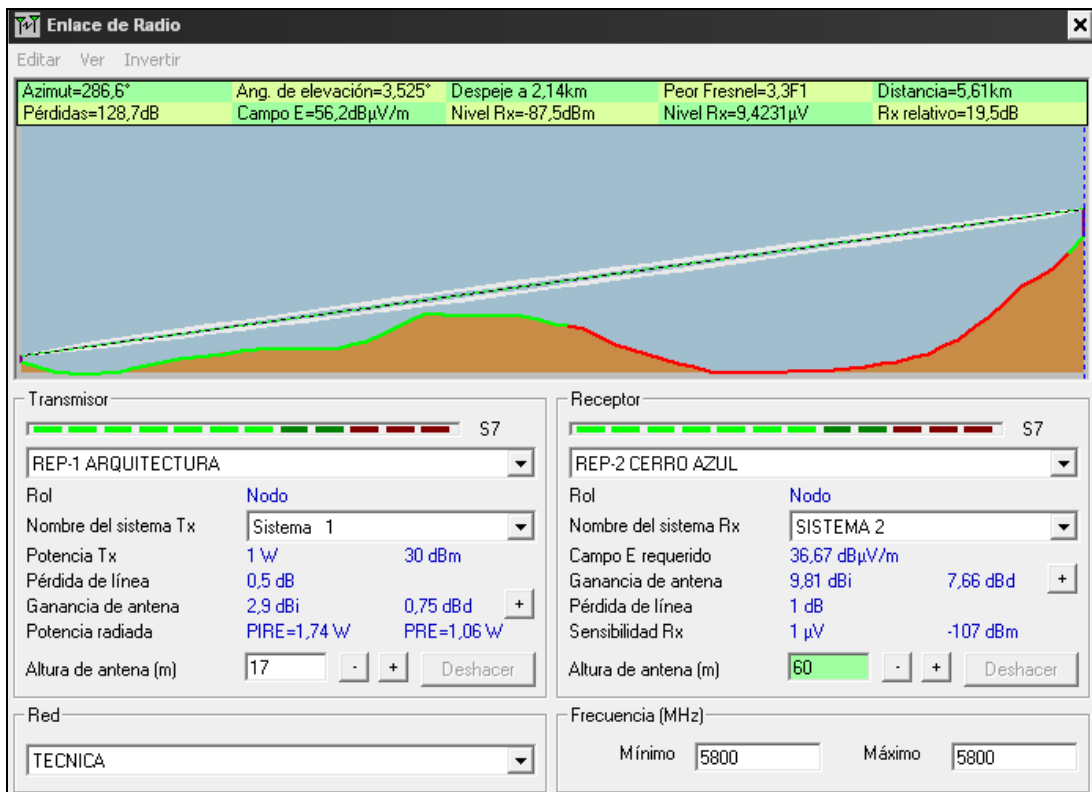 Enlace de Radio
Editar Ver Invertir
Azimut=286,6° Ang. de elevación=3,525° Despeje a 2,14km Peor Fresnel=3,3F1 Distancia=5,61km
Pérdidas=128,7dB Campo E=56,2dBµV/m Nivel Rx=-87,5dBm Nivel Rx=9,4231µV Rx relativo=19,5dB
Transmisor
S7
REP-1 ARQUITECTURA
Rol Nodo
Nombre del sistema Tx Sistema 1
Potencia Tx 1 W 30 dBm
Pérdida de línea 0,5 dB
Ganancia de antena 2,9 dBi 0,75 dBd +
Potencia radiada PIRE=1,74 W PRE=1,06 W
Altura de antena (m) 17 - + Deshacer
Receptor
S7
REP-2 CERRO AZUL
Rol Nodo
Nombre del sistema Rx SISTEMA 2
Campo E requerido 36,67 dBµV/m
Ganancia de antena 9,81 dBi 7,66 dBd +
Pérdida de línea 1 dB
Sensibilidad Rx 1 µV -107 dBm
Altura de antena (m) 60 - + Deshacer
Red
TECNICA
Frecuencia (MHz)
Mínimo 5800 Máximo 5800